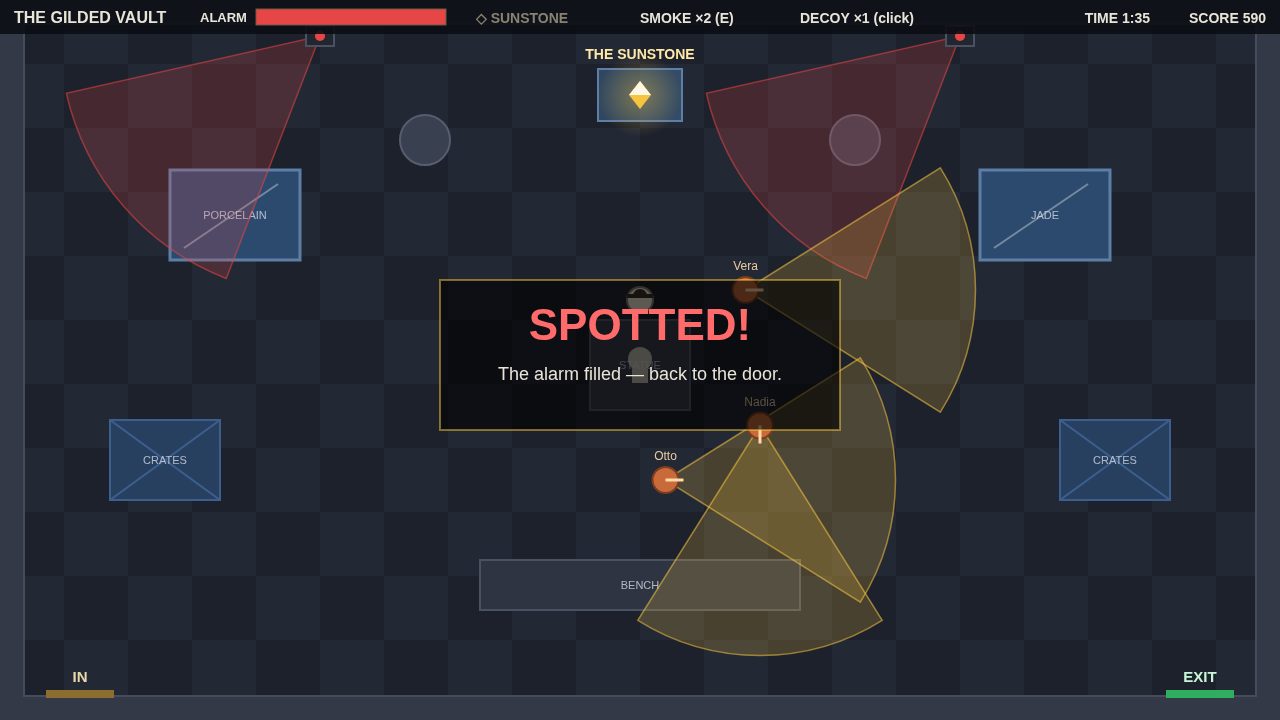 THE GILDED VAULT ALARM ◇ SUNSTONE SMOKE ×2 (E) DECOY ×1 (click) TIME 1:35 SCORE 590
THE SUNSTONE
PORCELAIN
JADE
Vera
SPOTTED!
STATUE
The alarm filled — back to the door.
Nadia
Otto
CRATES
CRATES
BENCH
IN
EXIT